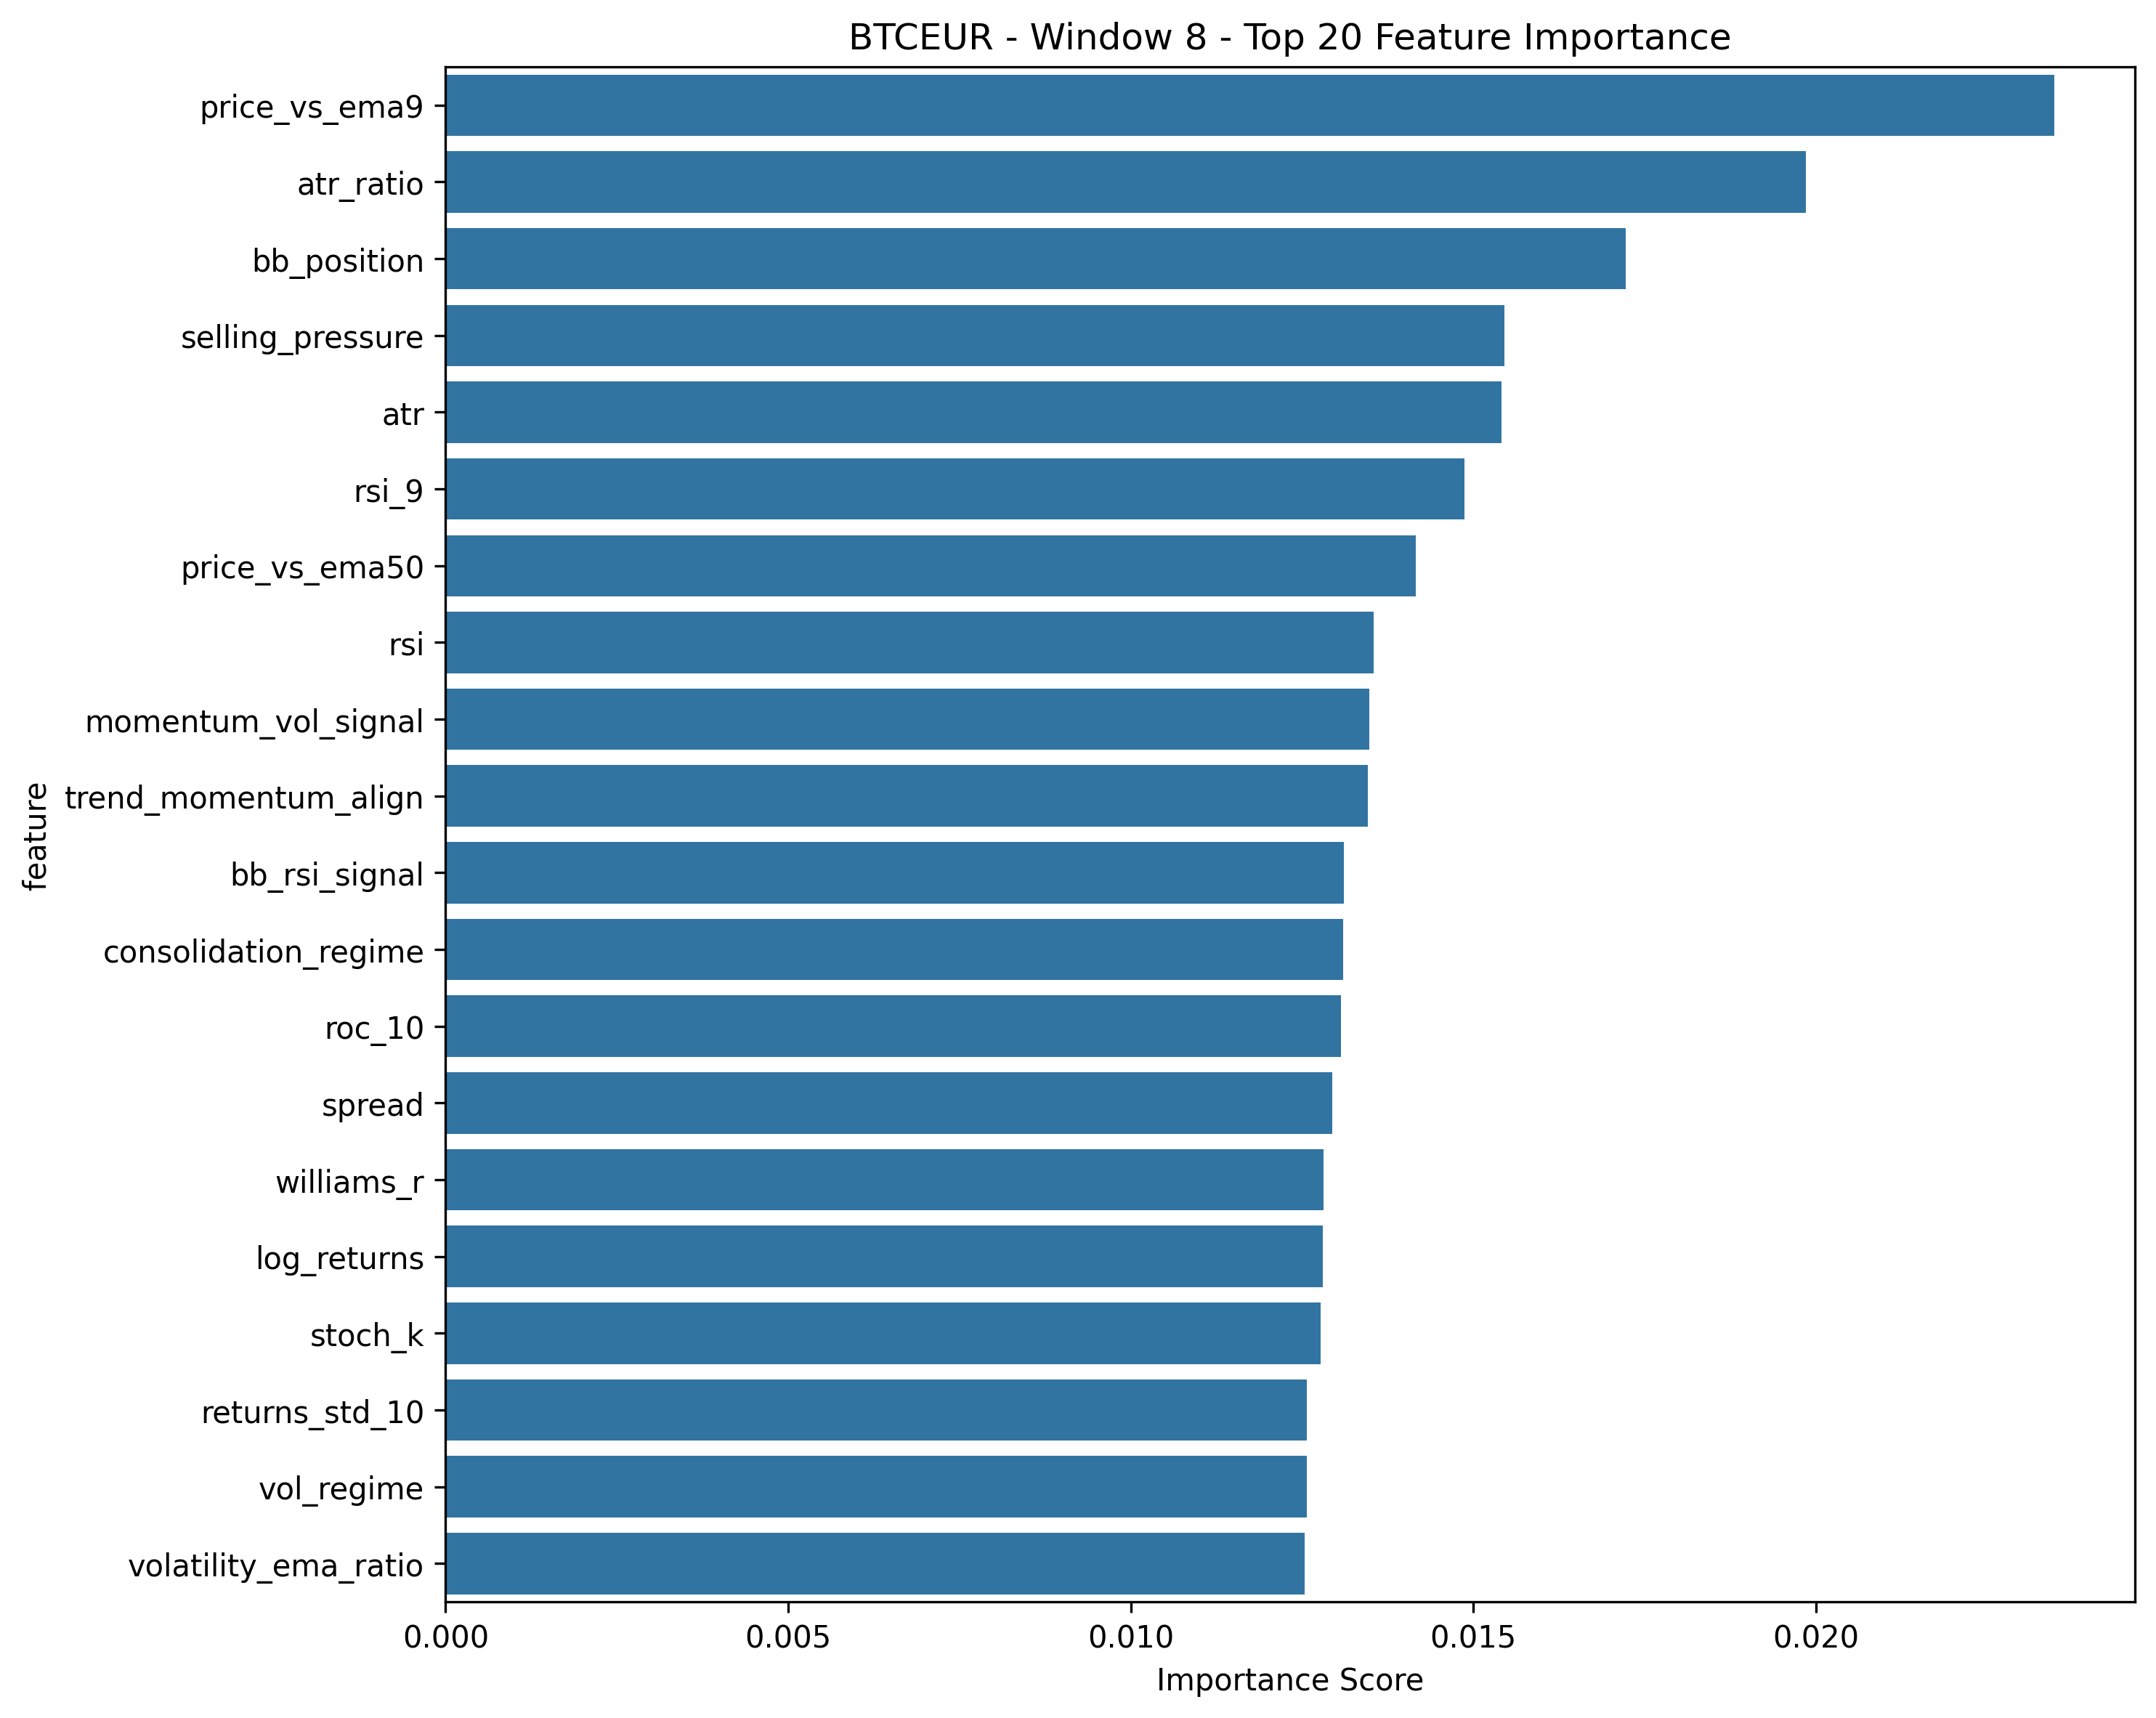 BTCEUR - Window 8 - Top 20 Feature Importance
price_vs_ema9
atr_ratio
bb_position
selling_pressure
atr
rsi_9
price_vs_ema50
rsi
momentum_vol_signal
trend_momentum_align
bb_rsi_signal
consolidation_regime
roc_10
spread
williams_r
log_returns
stoch_k
returns_std_10
vol_regime
volatility_ema_ratio
feature
0.000 0.005 0.010 0.015 0.020
Importance Score